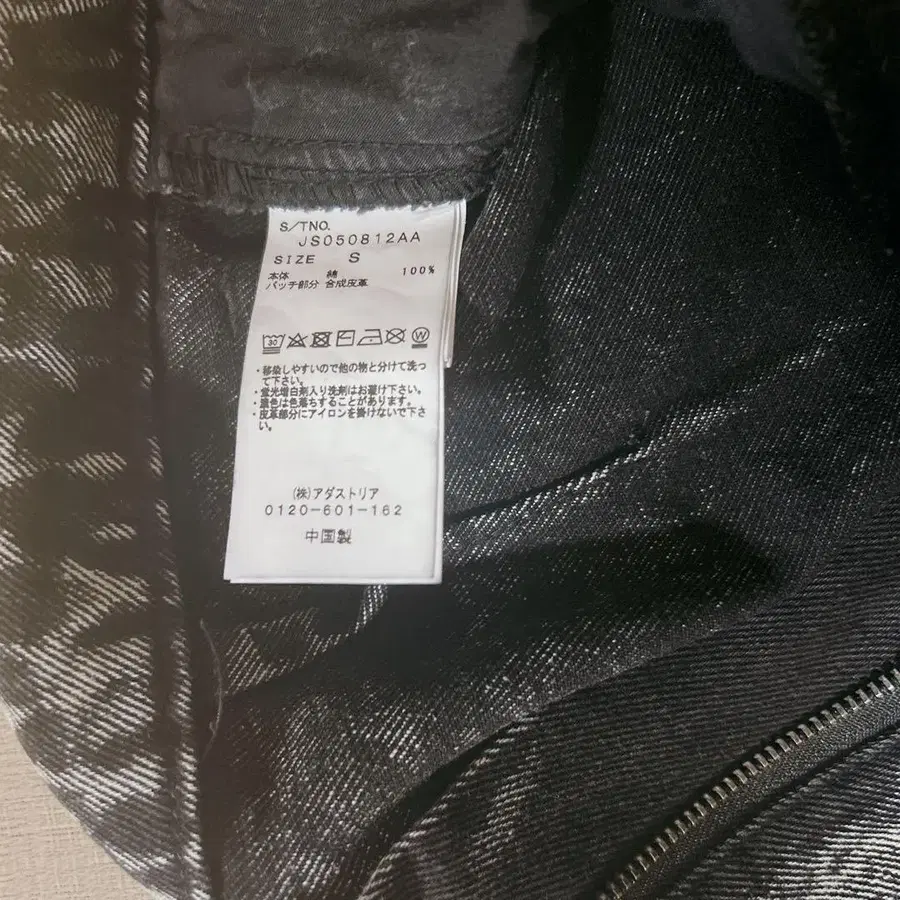 S/TNO.
JS050812AA
SIZE S
本体 綿 100%
パッチ部分 合成皮革
30 W
・移染しやすいので他の物と分けて洗っ
て下さい。
・蛍光増白剤入り洗剤はお避け下さい。
・濃色は色落ちすることがあります。
・皮革部分にアイロンを掛けないで下さ
い。
(株)アダストリア
0120-601-162
中国製